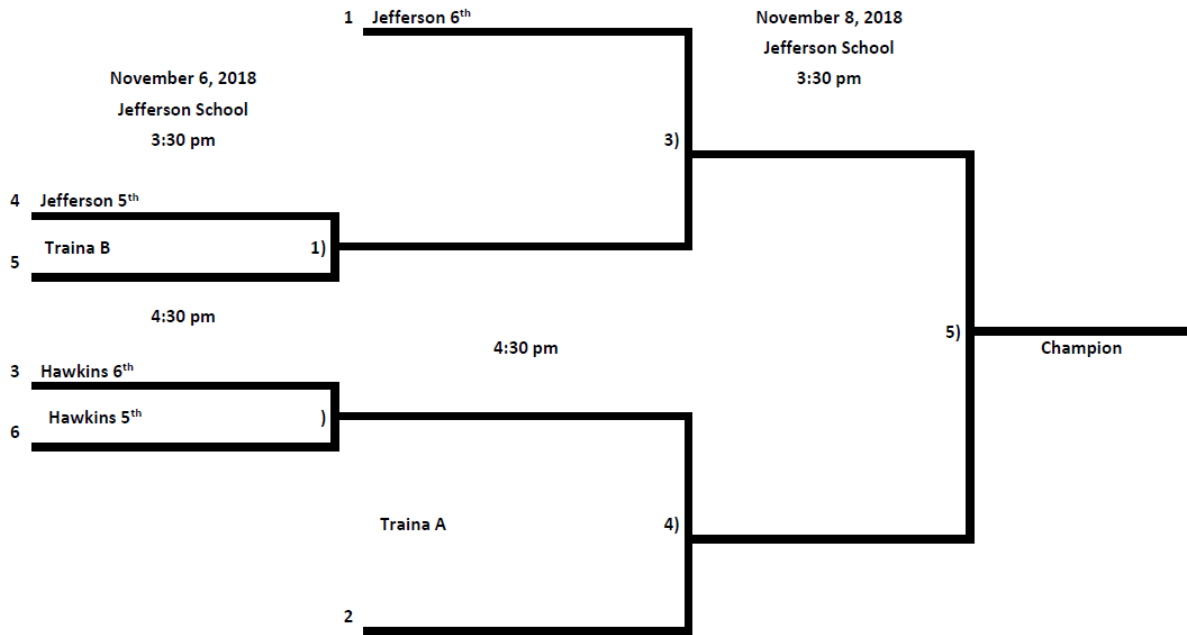 1 Jefferson 6th
November 8, 2018
Jefferson School
3:30 pm
November 6, 2018
Jefferson School
3:30 pm
3)
4 Jefferson 5th
Traina B 1)
5
4:30 pm
4:30 pm
5)
Champion
3 Hawkins 6th
Hawkins 5th )
6
Traina A 4)
2